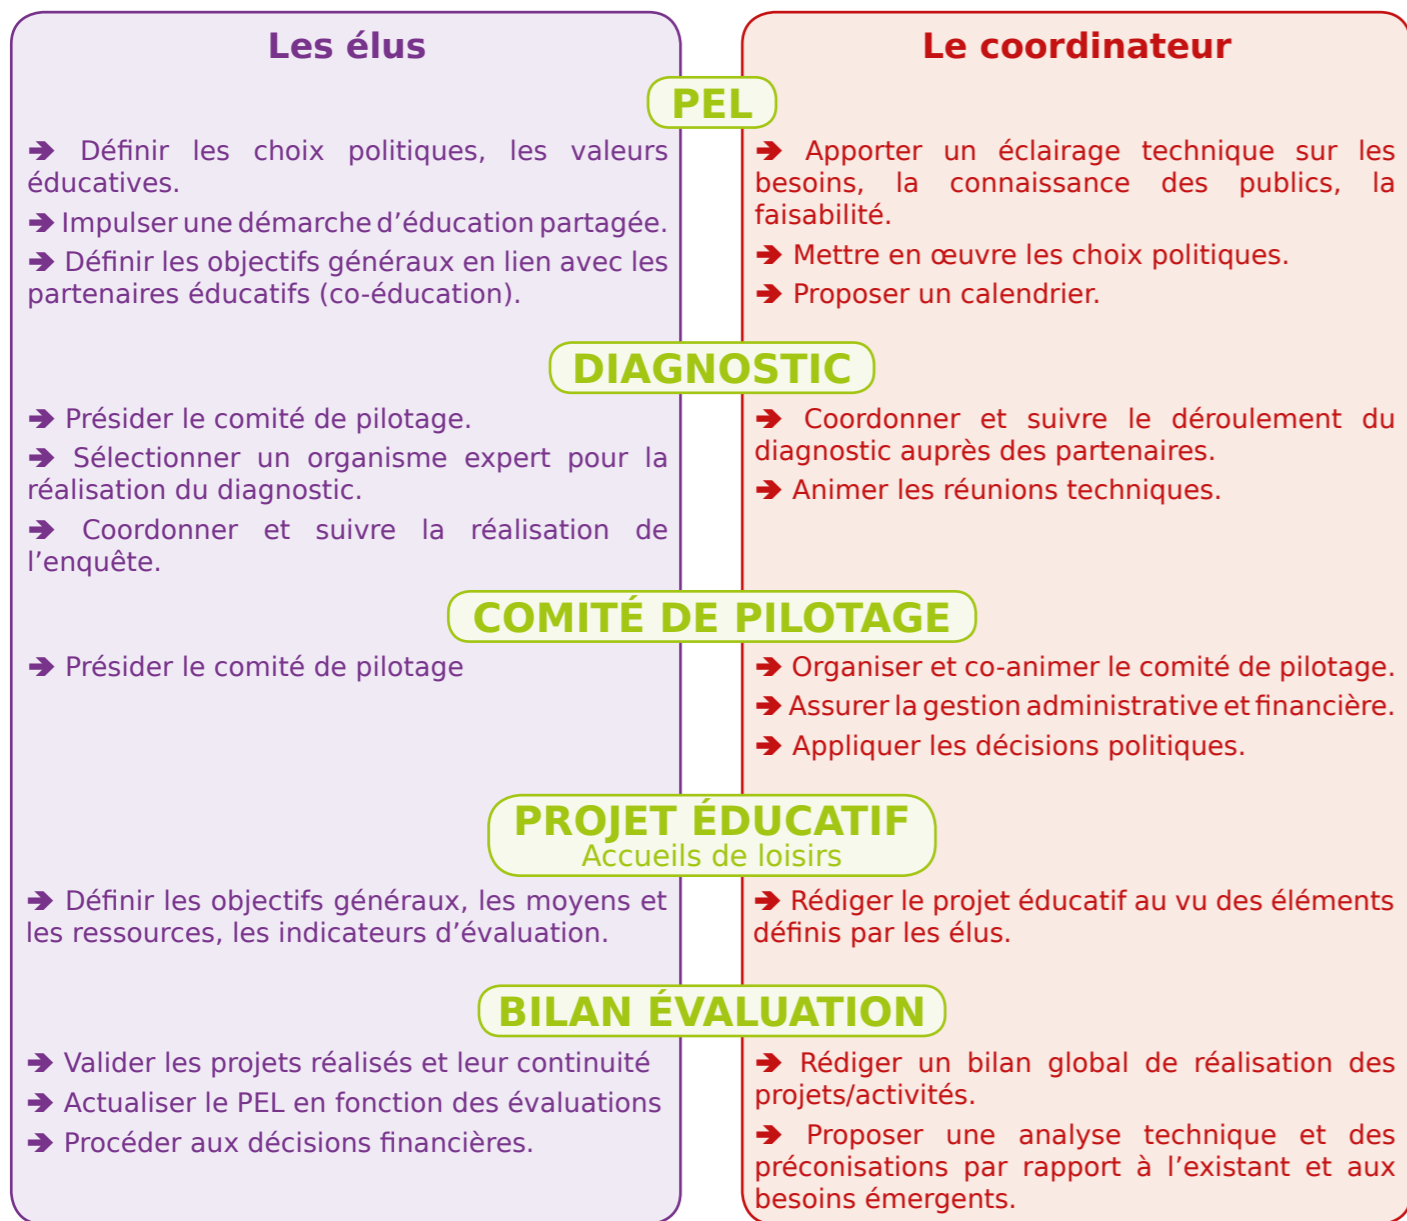 Les élus
Le coordinateur
PEL
➔ Définir les choix politiques, les valeurs
éducatives.
➔ Impulser une démarche d’éducation partagée.
➔ Définir les objectifs généraux en lien avec les
partenaires éducatifs (co-éducation).
➔ Apporter un éclairage technique sur les
besoins, la connaissance des publics, la
faisabilité.
➔ Mettre en œuvre les choix politiques.
➔ Proposer un calendrier.
DIAGNOSTIC
➔ Présider le comité de pilotage.
➔ Sélectionner un organisme expert pour la
réalisation du diagnostic.
➔ Coordonner et suivre la réalisation de
l’enquête.
➔ Coordonner et suivre le déroulement du
diagnostic auprès des partenaires.
➔ Animer les réunions techniques.
COMITÉ DE PILOTAGE
➔ Présider le comité de pilotage
➔ Organiser et co-animer le comité de pilotage.
➔ Assurer la gestion administrative et financière.
➔ Appliquer les décisions politiques.
PROJET ÉDUCATIF
Accueils de loisirs
➔ Définir les objectifs généraux, les moyens et
les ressources, les indicateurs d’évaluation.
➔ Rédiger le projet éducatif au vu des éléments
définis par les élus.
BILAN ÉVALUATION
➔ Valider les projets réalisés et leur continuité
➔ Actualiser le PEL en fonction des évaluations
➔ Procéder aux décisions financières.
➔ Rédiger un bilan global de réalisation des
projets/activités.
➔ Proposer une analyse technique et des
préconisations par rapport à l’existant et aux
besoins émergents.